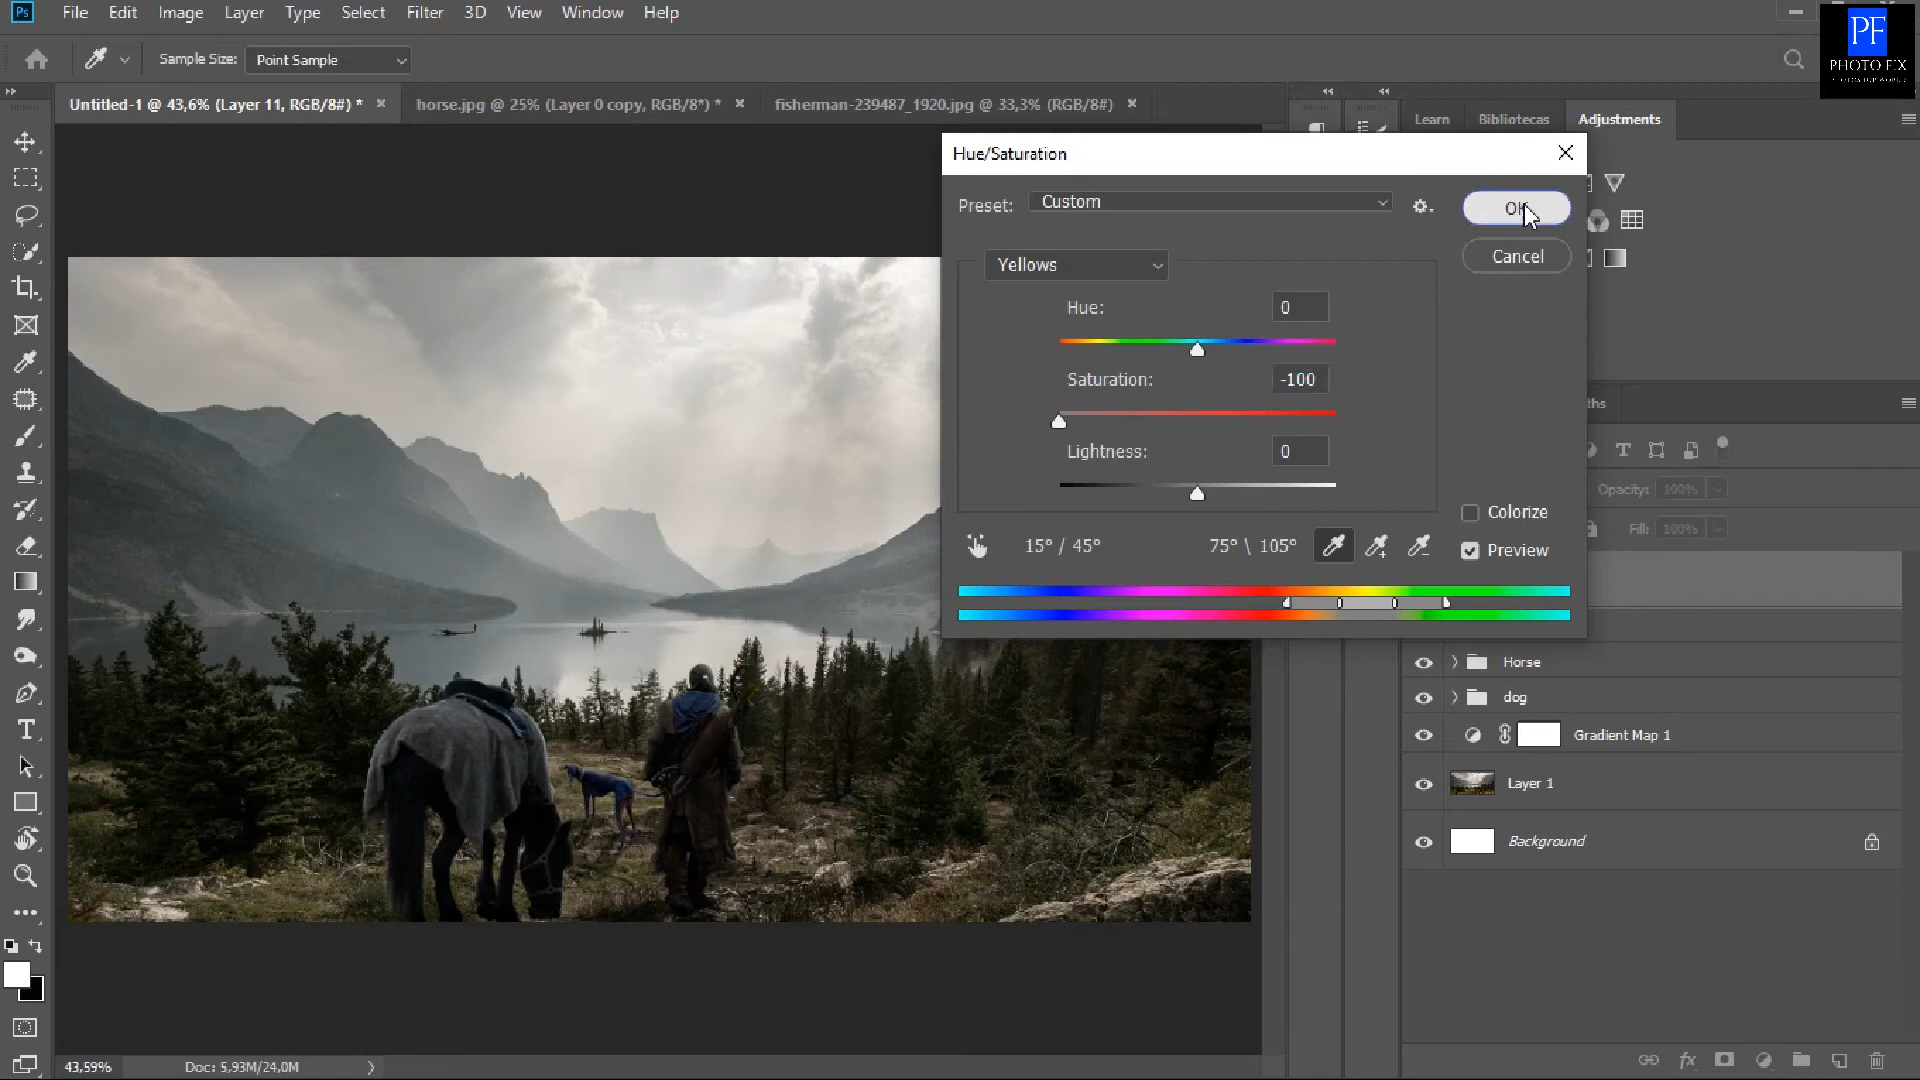 Ps
File Edit Image Layer Type Select Filter 3D View Window Help
PF
PHOTO FIX
Sample Size: Point Sample
Untitled-1 @ 43,6% (Layer 11, RGB/8#) *
horse.jpg @ 25% (Layer 0 copy, RGB/8*) *
fisherman-239487_1920.jpg @ 33,3% (RGB/8#)
Learn Bibliotecas Adjustments
Hue/Saturation
Preset: Custom
OK
Cancel
Yellows
Hue: 0
Saturation: -100
Lightness: 0
Colorize
15° / 45° 75° \ 105°
Preview
ths
Opacity: 100%
Fill: 100%
Horse
dog
Gradient Map 1
Layer 1
Background
43,59% Doc: 5,93M/24,0M